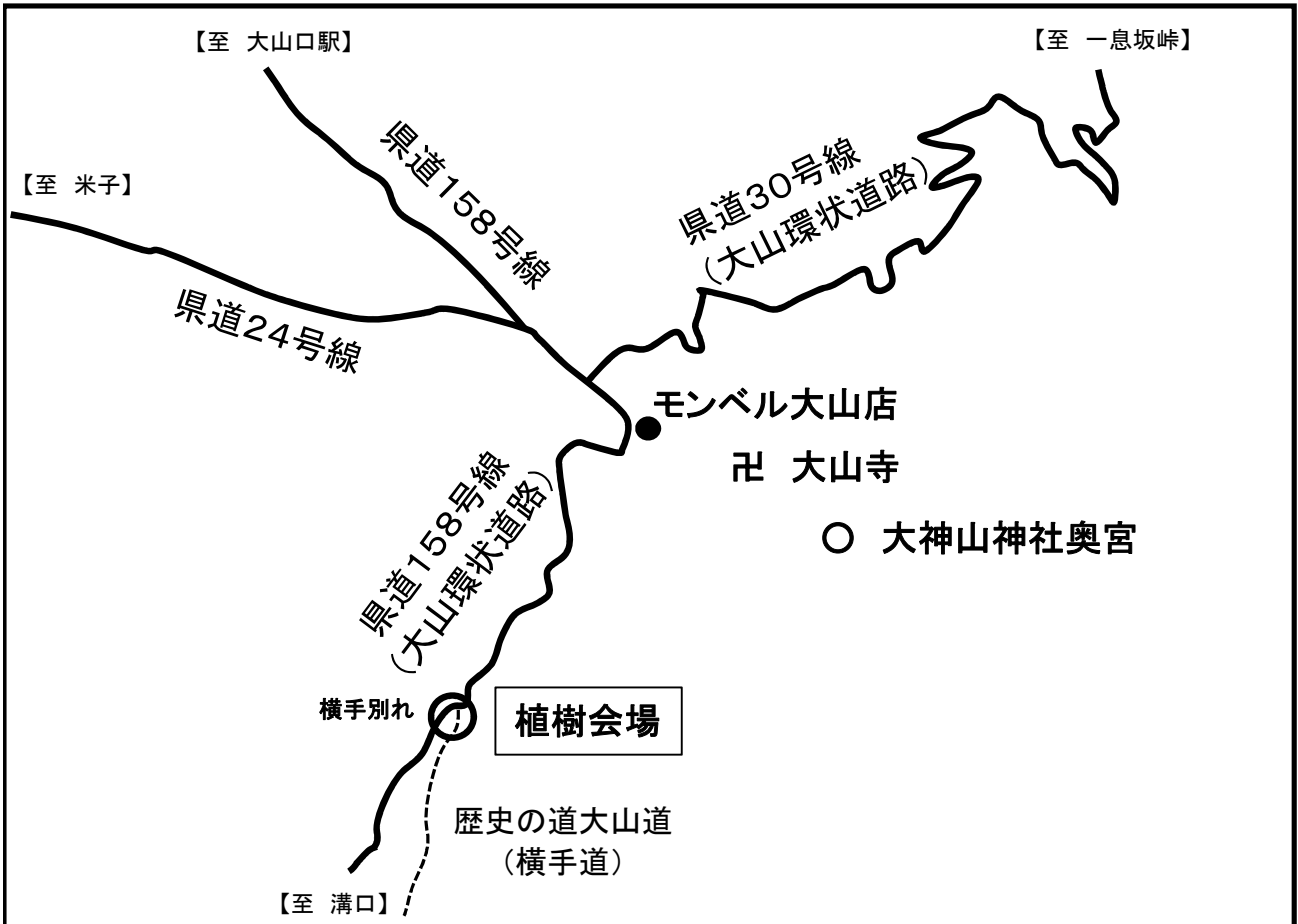 【至 大山口駅】
【至 一息坂峠】
【至 米子】
県道158号線
県道30号線
（大山環状道路）
県道24号線
モンベル大山店
卍 大山寺
大神山神社奥宮
県道158号線
（大山環状道路）
横手別れ
植樹会場
歴史の道大山道
（横手道）
【至 溝口】